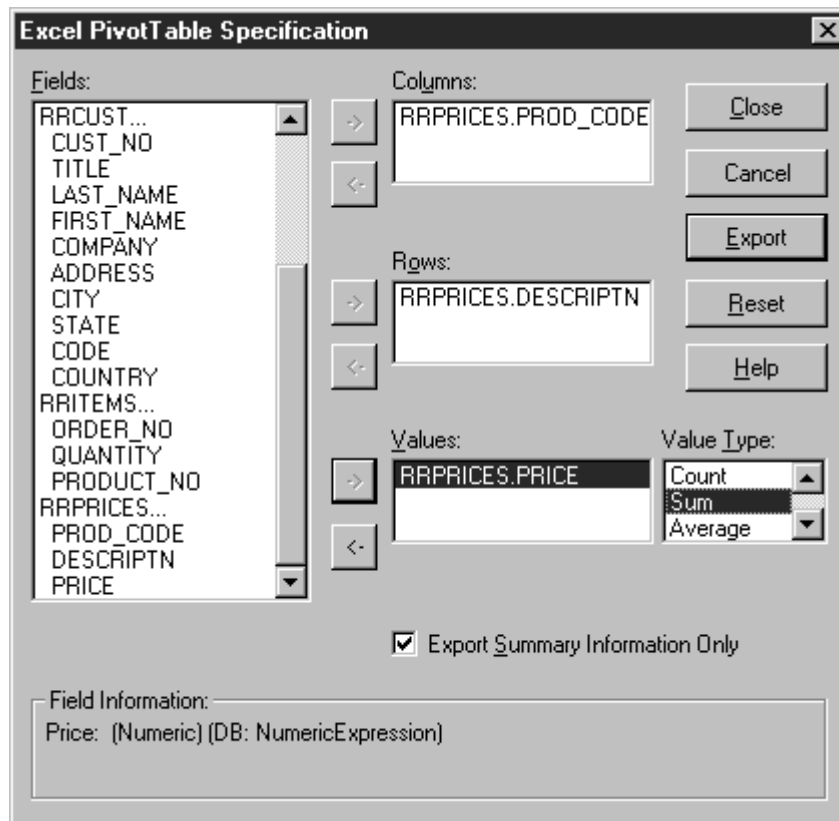 Excel PivotTable Specification
Fields:
RRCUST...
CUST_NO
TITLE
LAST_NAME
FIRST_NAME
COMPANY
ADDRESS
CITY
STATE
CODE
COUNTRY
RRITEMS...
ORDER_NO
QUANTITY
PRODUCT_NO
RRPRICES...
PROD_CODE
DESCRIPTN
PRICE
->
<-
->
<-
->
<-
Columns:
RRPRICES.PROD_CODE
Rows:
RRPRICES.DESCRIPTN
Values:
RRPRICES.PRICE
Close
Cancel
Export
Reset
Help
Value Type:
Count
Sum
Average
Export Summary Information Only
Field Information:
Price: (Numeric) (DB: NumericExpression)